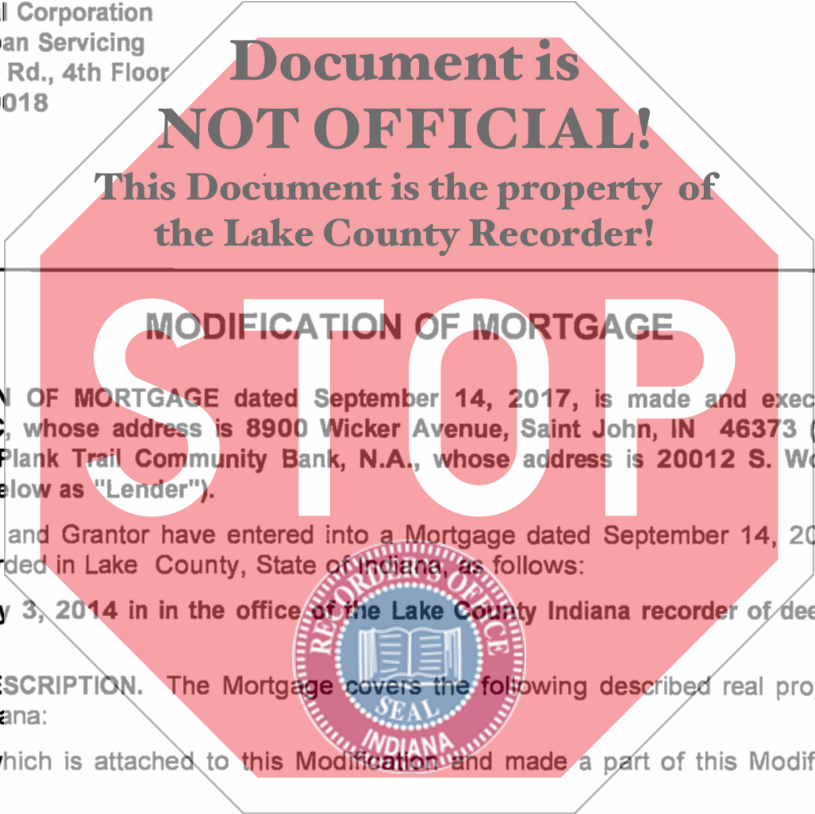 l Corporation
an Servicing
Rd., 4th Floor
0018
Document is
NOT OFFICIAL!
This Document is the property of
the Lake County Recorder!
STOP
MODIFICATION OF MORTGAGE
N OF MORTGAGE dated September 14, 2017, is made and exec
C, whose address is 8900 Wicker Avenue, Saint John, IN 46373 (
Plank Trail Community Bank, N.A., whose address is 20012 S. Wo
elow as "Lender").
and Grantor have entered into a Mortgage dated September 14, 20
rded in Lake County, State of Indiana, as follows:
y 3, 2014 in in the office of the Lake County Indiana recorder of dee
RECORDER'S OFFICE
SEAL
INDIANA
ESCRIPTION. The Mortgage covers the following described real pro
ana:
hich is attached to this Modification and made a part of this Modif